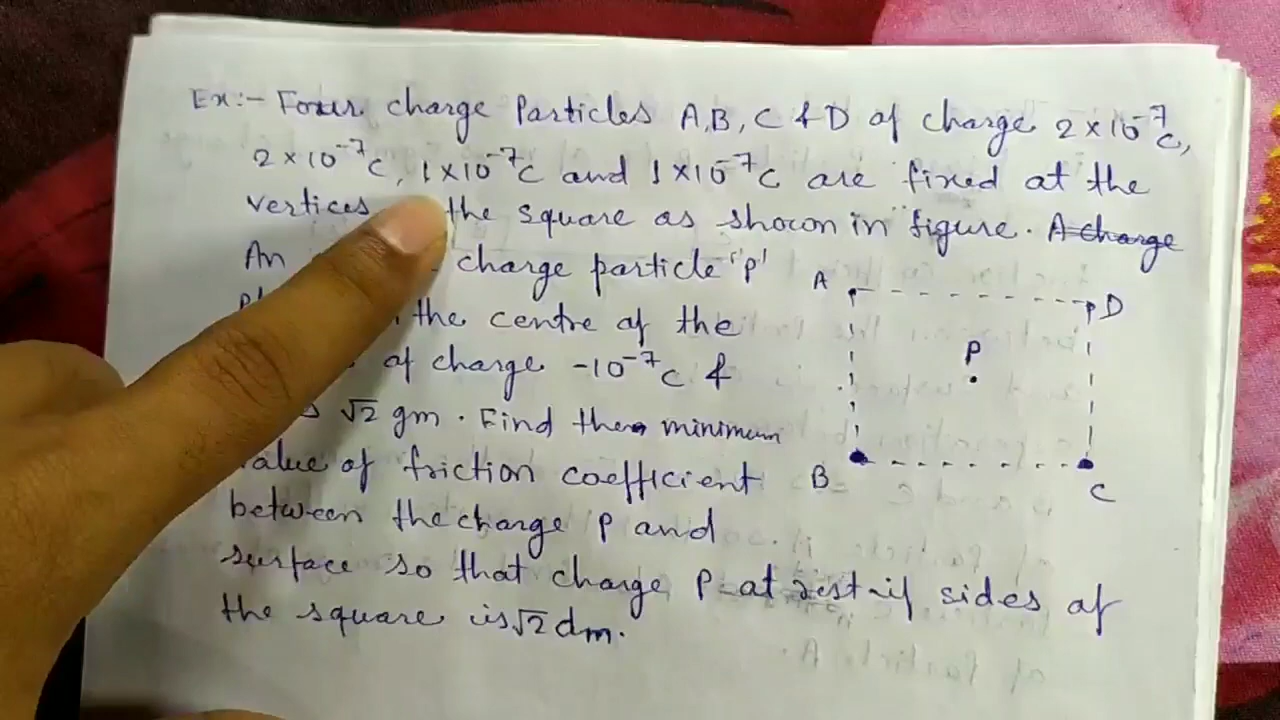 Ex:- Four charge Particles A, B, C & D of charge 2×10⁻⁷C,
2×10⁻⁷C, 1×10⁻⁷C and 1×10⁻⁷C are fixed at the
vertices the square as shown in figure. A charge
An charge particle 'P'
the centre of the
of charge -10⁻⁷C &
√2 gm. Find the minimum
value of friction coefficient
between the charge P and
surface so that charge P at rest if sides of
the square is √2 dm.
A
D
P
B
C